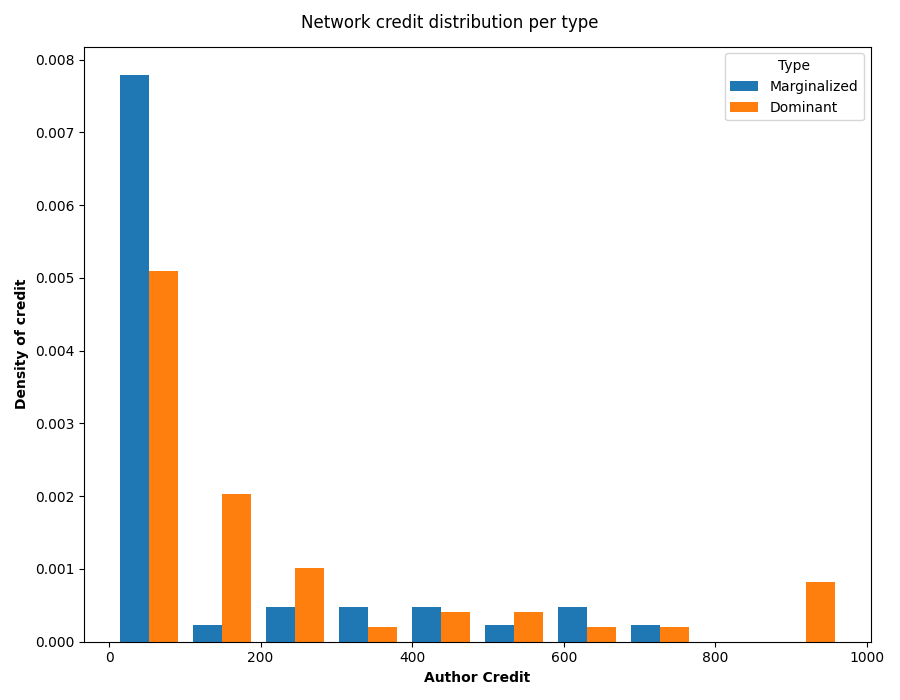 Network credit distribution per type
Type
Marginalized
Dominant
Density of credit
0.008
0.007
0.006
0.005
0.004
0.003
0.002
0.001
0.000
0 200 400 600 800 1000
Author Credit